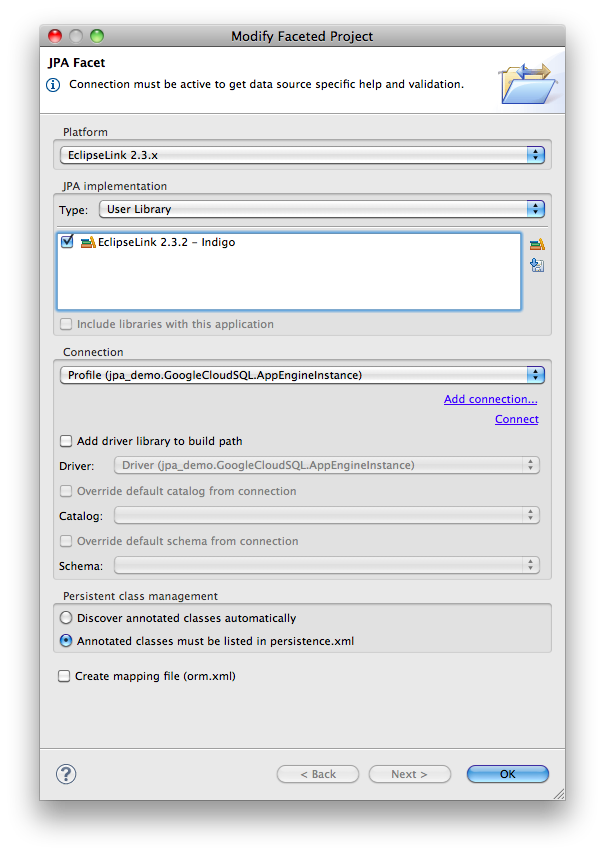 Modify Faceted Project
JPA Facet
Connection must be active to get data source specific help and validation.
Platform
EclipseLink 2.3.x
JPA implementation
Type: User Library
EclipseLink 2.3.2 – Indigo
Include libraries with this application
Connection
Profile (jpa_demo.GoogleCloudSQL.AppEngineInstance)
Add connection...
Connect
Add driver library to build path
Driver: Driver (jpa_demo.GoogleCloudSQL.AppEngineInstance)
Override default catalog from connection
Catalog:
Override default schema from connection
Schema:
Persistent class management
Discover annotated classes automatically
Annotated classes must be listed in persistence.xml
Create mapping file (orm.xml)
? < Back Next > OK